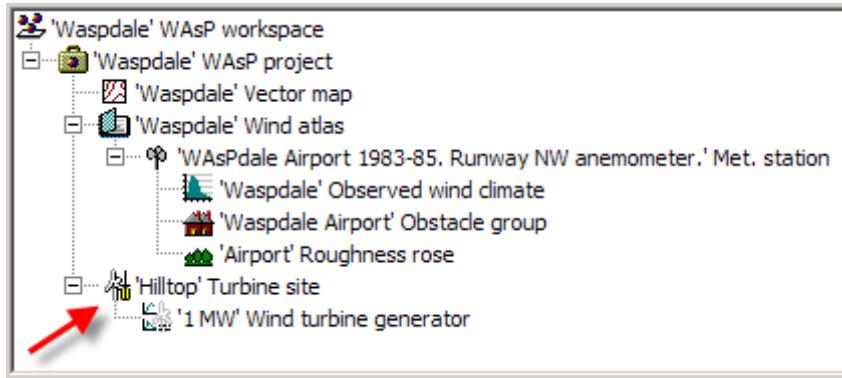 'Waspdale' WAsP workspace
'Waspdale' WAsP project
'Waspdale' Vector map
'Waspdale' Wind atlas
'WAsPdale Airport 1983-85. Runway NW anemometer.' Met. station
'Waspdale' Observed wind climate
'Waspdale Airport' Obstacle group
'Airport' Roughness rose
'Hilltop' Turbine site
'1 MW' Wind turbine generator